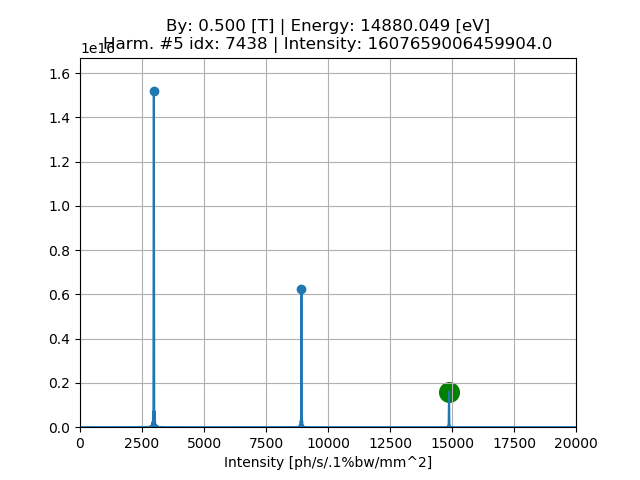 By: 0.500 [T] | Energy: 14880.049 [eV]
Harm. #5 idx: 7438 | Intensity: 1607659006459904.0
1e16
1.6
1.4
1.2
1.0
0.8
0.6
0.4
0.2
0.0
0 2500 5000 7500 10000 12500 15000 17500 20000
Intensity [ph/s/.1%bw/mm^2]